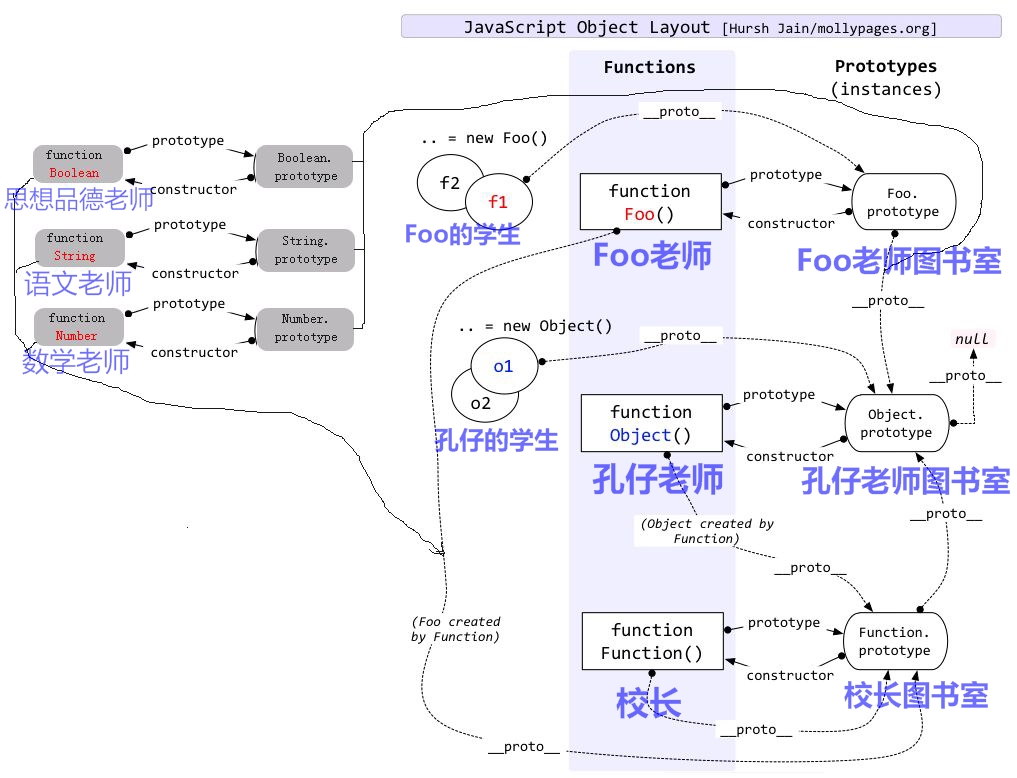 JavaScript Object Layout [Hursh Jain/mollypages.org]
Functions
Prototypes
(instances)
function
Boolean
思想品德老师
prototype
constructor
Boolean.
prototype
function
String
语文老师
prototype
constructor
String.
prototype
function
Number
数学老师
prototype
constructor
Number.
prototype
.. = new Foo()
f2
f1
Foo的学生
__proto__
function
Foo()
Foo老师
prototype
constructor
Foo.
prototype
Foo老师图书室
__proto__
.. = new Object()
o1
o2
孔仔的学生
__proto__
function
Object()
孔仔老师
prototype
constructor
Object.
prototype
孔仔老师图书室
null
__proto__
__proto__
(Object created by
Function)
__proto__
(Foo created
by Function)
function
Function()
校长
prototype
constructor
Function.
prototype
校长图书室
__proto__
__proto__